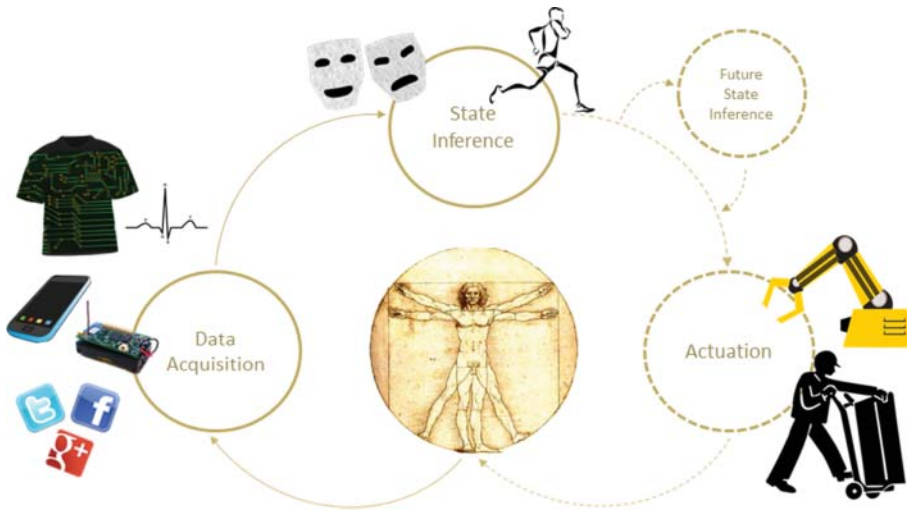 State
Inference
Future
State
Inference
Data
Acquisition
Actuation